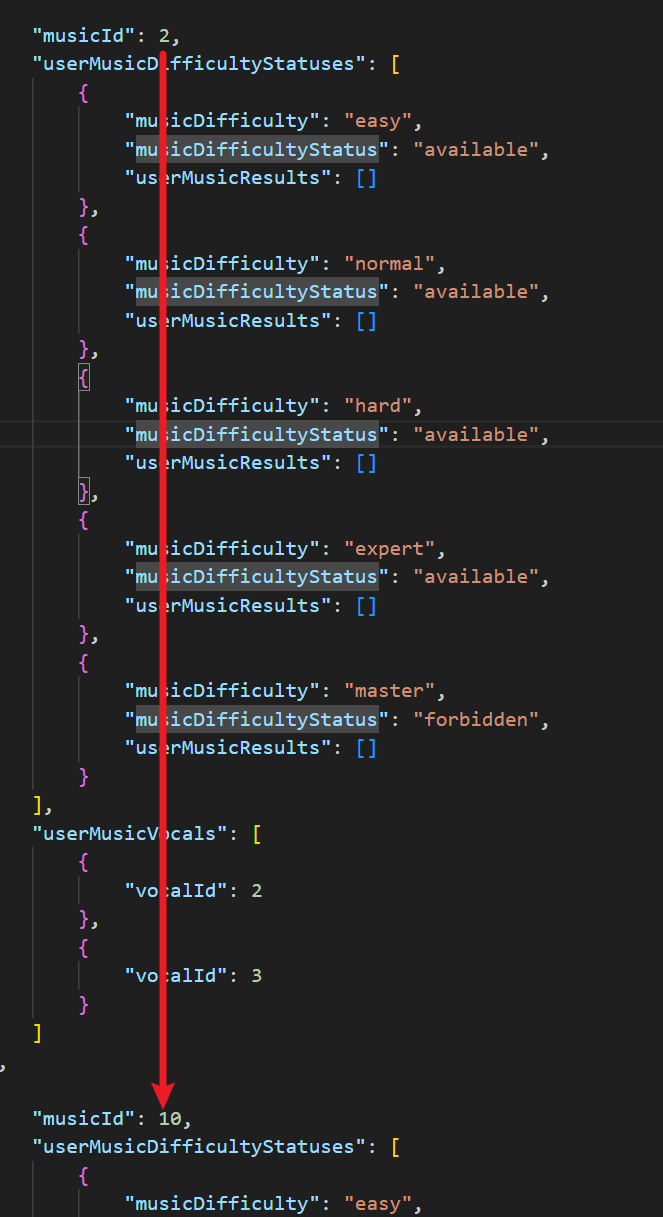 "musicId": 2,
"userMusicDifficultyStatuses": [
{
"musicDifficulty": "easy",
"musicDifficultyStatus": "available",
"userMusicResults": []
},
{
"musicDifficulty": "normal",
"musicDifficultyStatus": "available",
"userMusicResults": []
},
{
"musicDifficulty": "hard",
"musicDifficultyStatus": "available",
"userMusicResults": []
},
{
"musicDifficulty": "expert",
"musicDifficultyStatus": "available",
"userMusicResults": []
},
{
"musicDifficulty": "master",
"musicDifficultyStatus": "forbidden",
"userMusicResults": []
}
],
"userMusicVocals": [
{
"vocalId": 2
},
{
"vocalId": 3
}
]
,
"musicId": 10,
"userMusicDifficultyStatuses": [
{
"musicDifficulty": "easy",